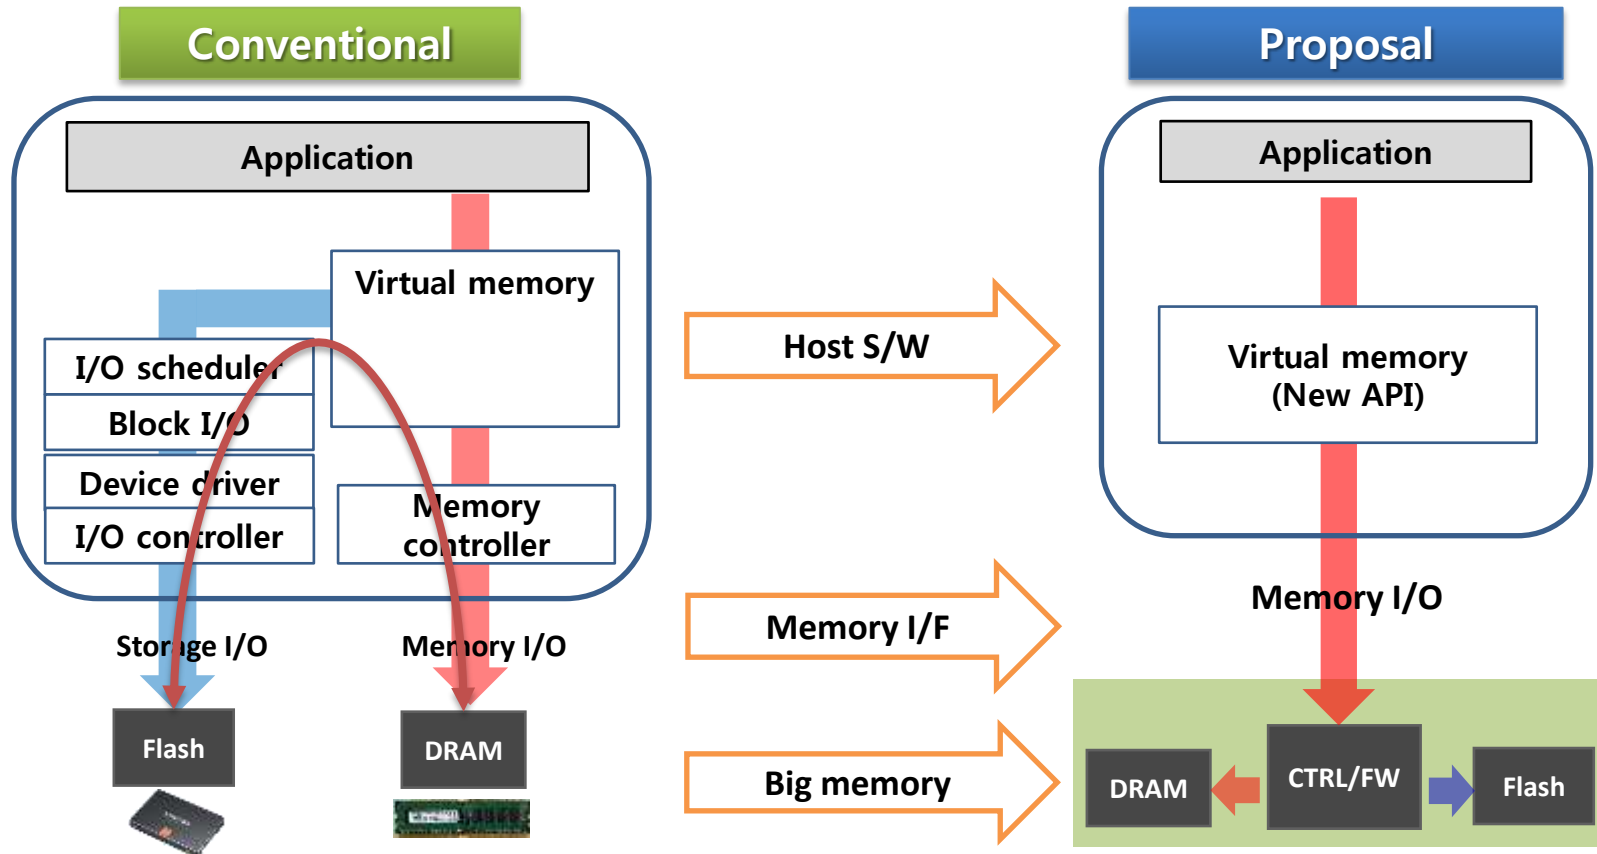 Conventional
Proposal
Application
Virtual memory
I/O scheduler
Block I/O
Device driver
I/O controller
Memory
controller
Storage I/O
Memory I/O
Flash
DRAM
Host S/W
Memory I/F
Big memory
Application
Virtual memory
(New API)
Memory I/O
DRAM
CTRL/FW
Flash